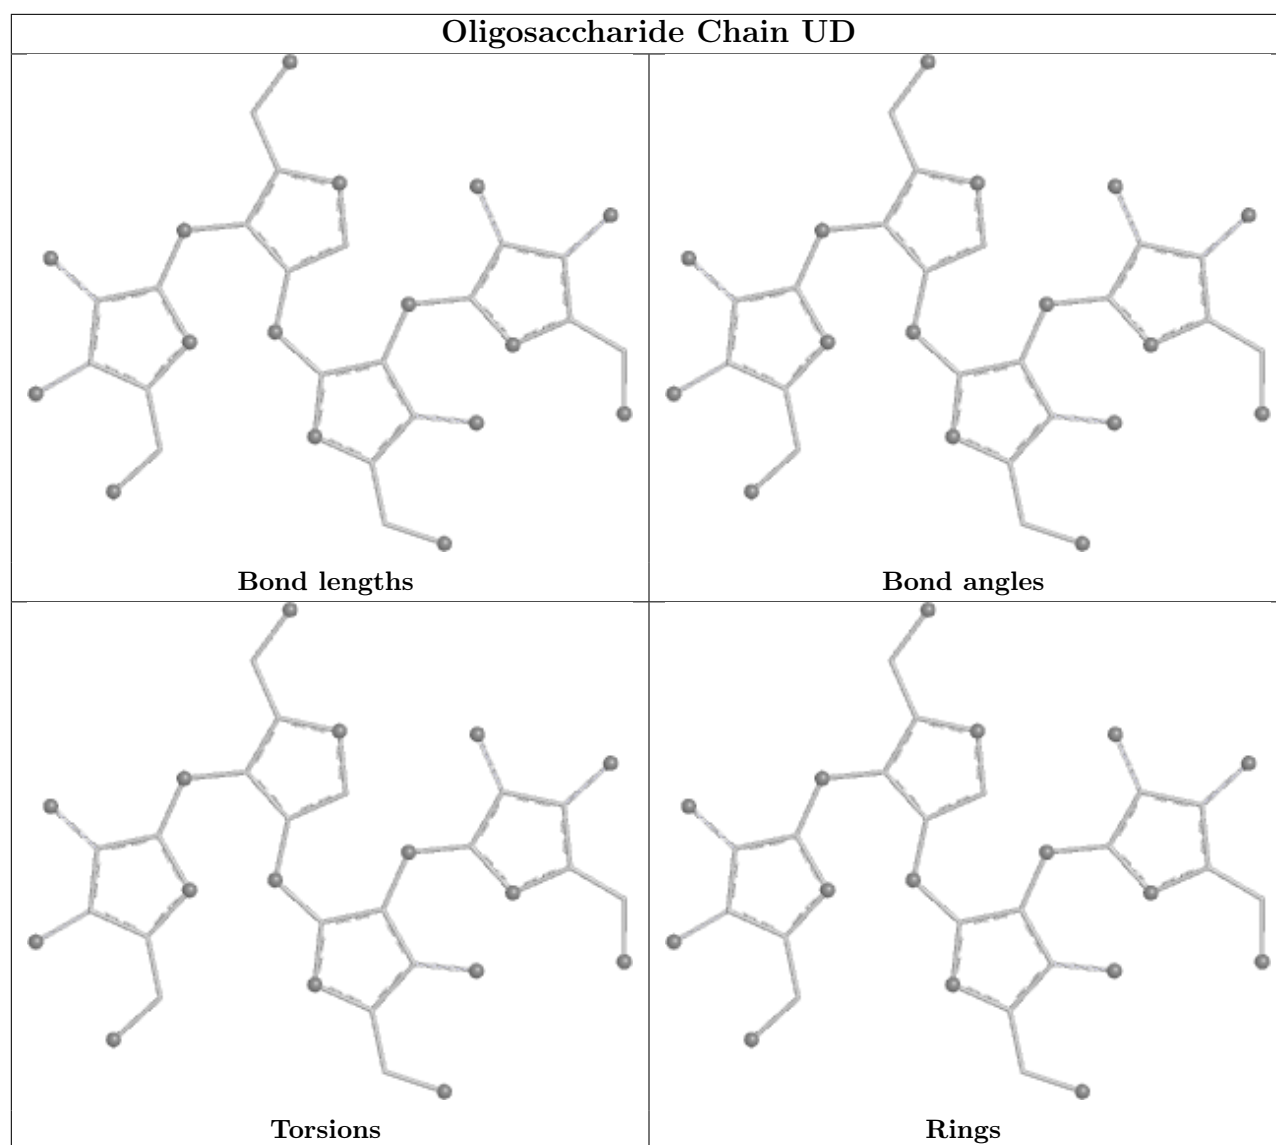 Oligosaccharide Chain UD
Bond lengths
Bond angles
Torsions
Rings